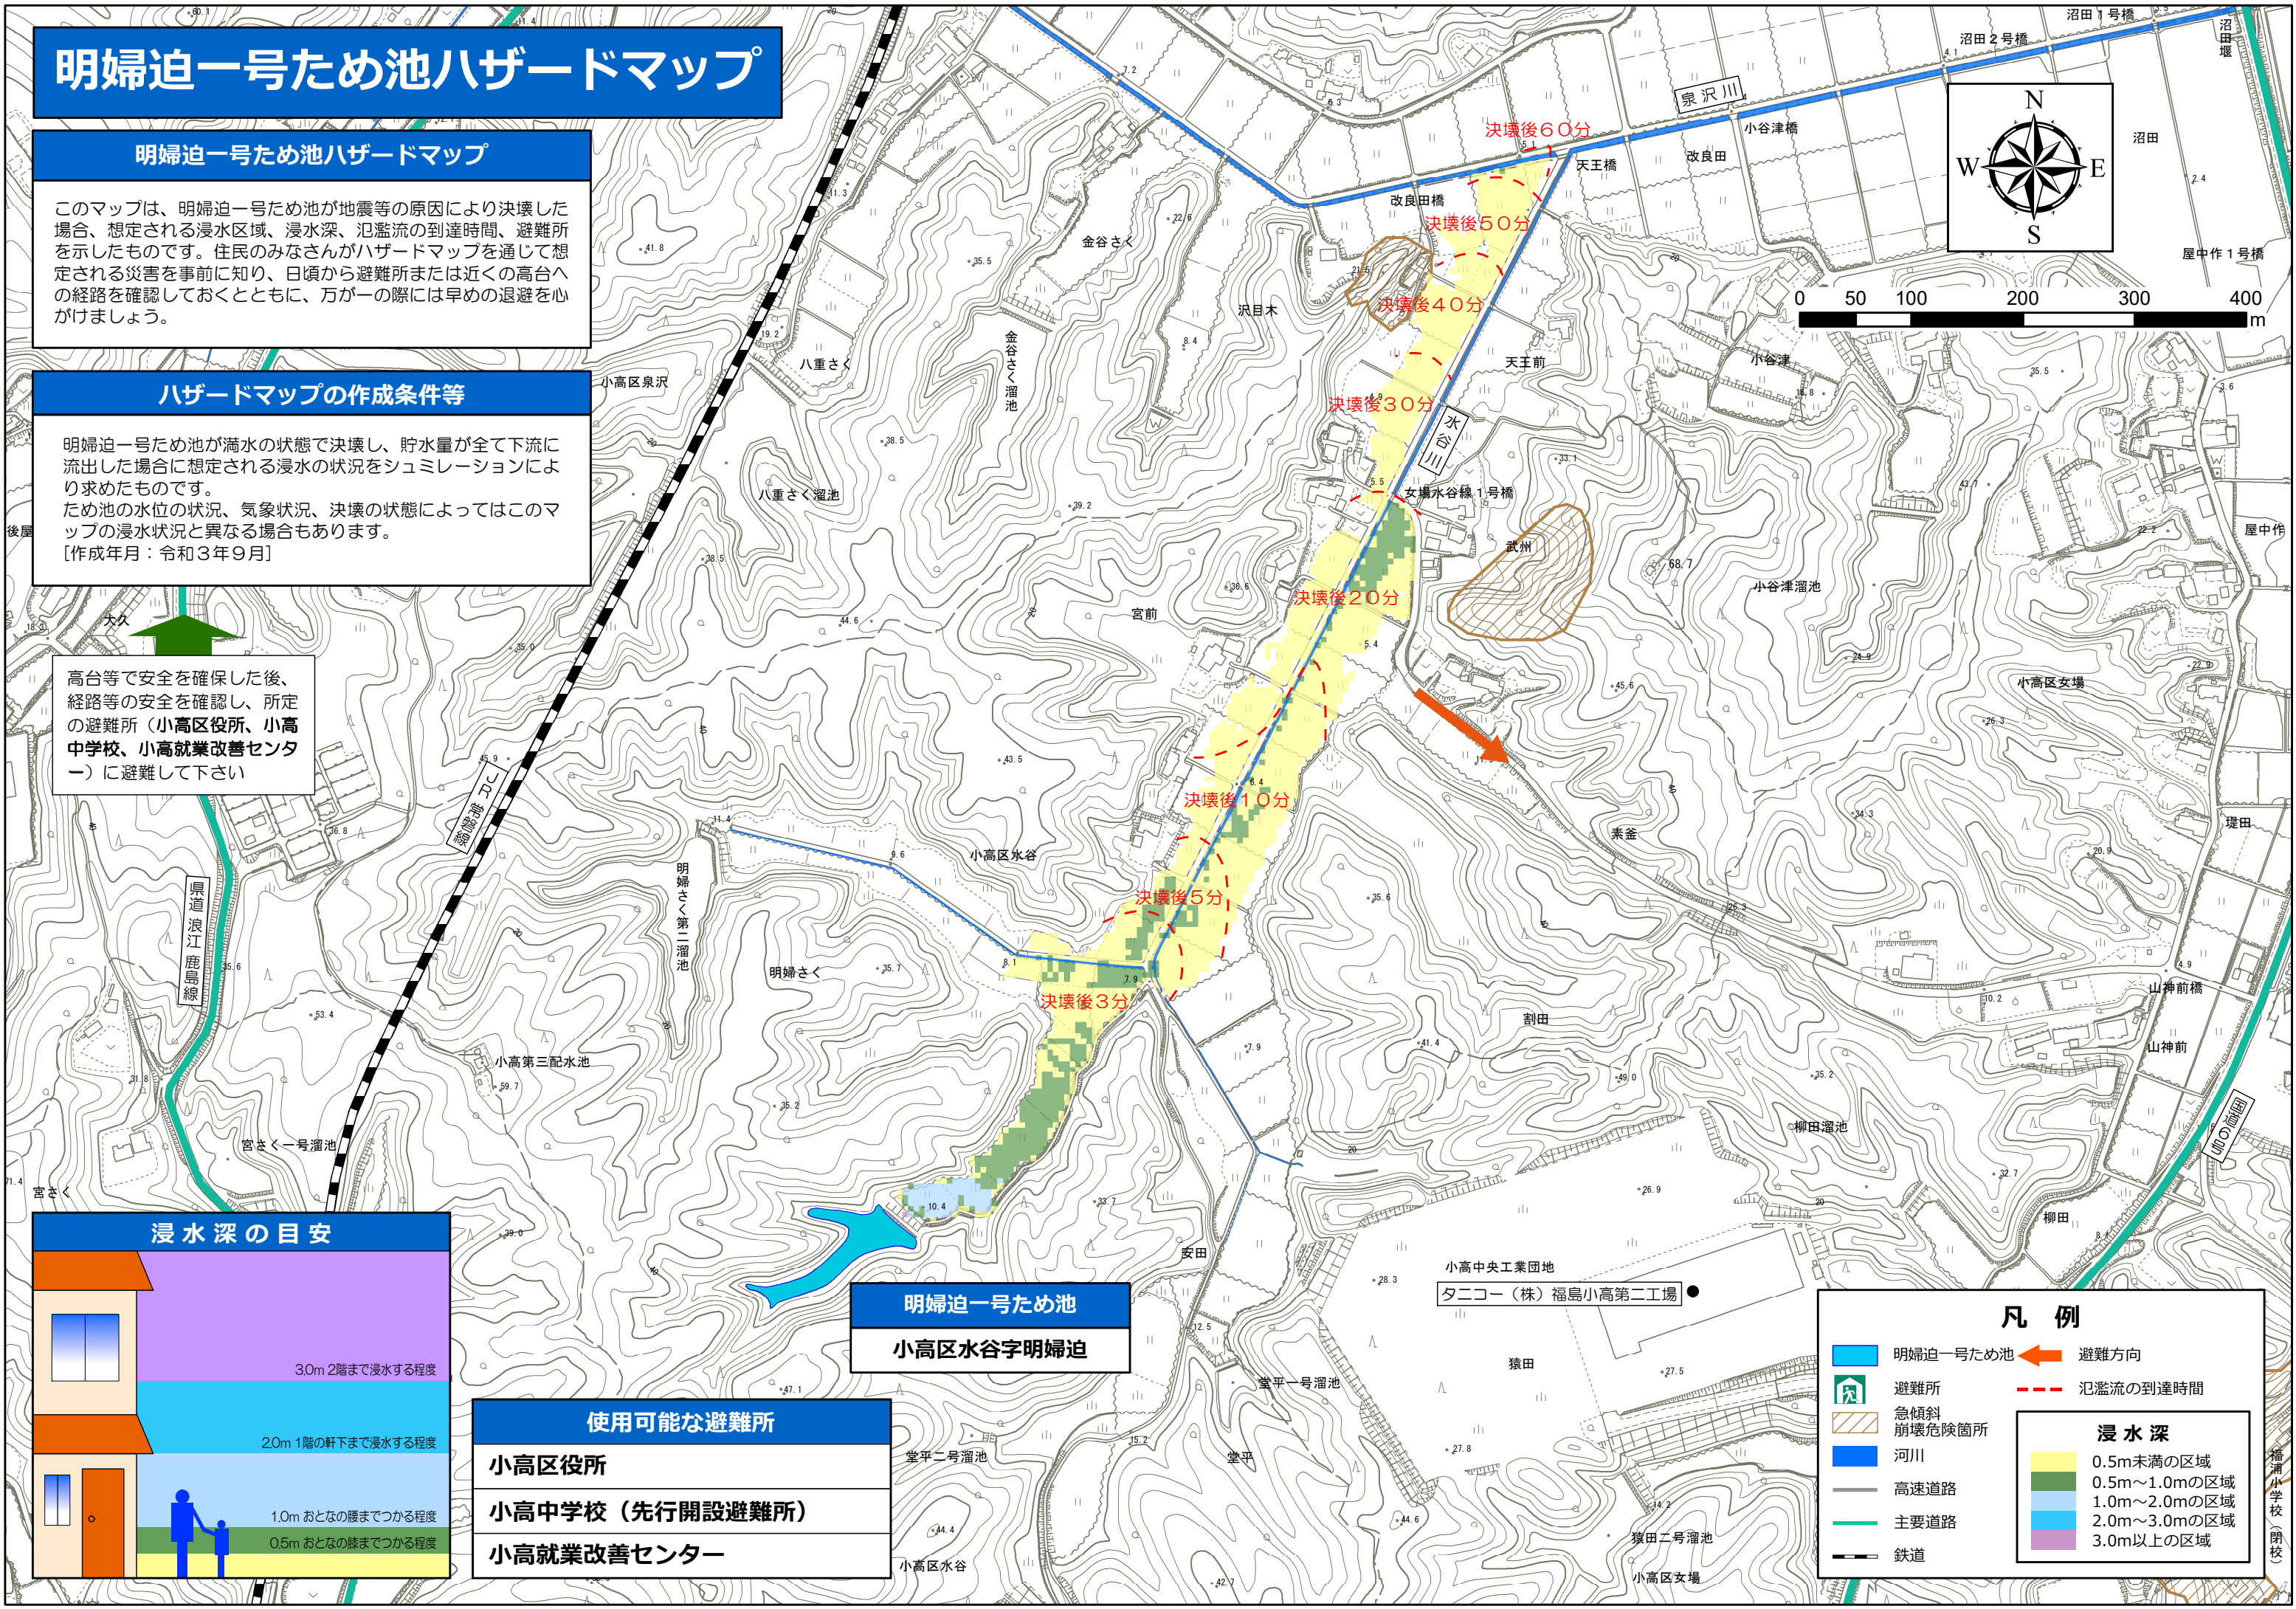 明婦迫一号ため池ハザードマップ
明婦迫一号ため池ハザードマップ
このマップは、明婦迫一号ため池が地震等の原因により決壊した
場合、想定される浸水区域、浸水深、氾濫流の到達時間、避難所
を示したものです。住民のみなさんがハザードマップを通じて想
定される災害を事前に知り、日頃から避難所または近くの高台へ
の経路を確認しておくとともに、万が一の際には早めの退避を心
がけましょう。
ハザードマップの作成条件等
明婦迫一号ため池が満水の状態で決壊し、貯水量が全て下流に
流出した場合に想定される浸水の状況をシュミレーションによ
り求めたものです。
ため池の水位の状況、気象状況、決壊の状態によってはこのマ
ップの浸水状況と異なる場合もあります。
[作成年月：令和３年９月]
高台等で安全を確保した後、
経路等の安全を確認し、所定
の避難所（小高区役所、小高
中学校、小高就業改善センタ
ー）に避難して下さい
沼田１号橋
沼田２号橋
沼田堰
泉沢川
小谷津橋
沼田
改良田
天王橋
改良田橋
屋中作１号橋
N
W
E
S
0 50 100 200 300 400
m
決壊後６０分
決壊後５０分
決壊後４０分
決壊後３０分
決壊後２０分
決壊後１０分
決壊後５分
決壊後３分
金谷さく
沢目木
金谷さく溜池
八重さく
小高区泉沢
八重さく溜池
天王前
小谷津
水谷川
女場水谷線１号橋
武州
小谷津溜池
屋中作
後屋
大久
宮前
小高区女場
素釜
堤田
JR 常磐線
小高区水谷
明婦さく第二溜池
明婦さく
県道 浪江 鹿島線
小高第三配水池
宮さく一号溜池
宮さく
割田
山神前橋
山神前
柳田溜池
柳田
安田
小高中央工業団地
タニコー（株）福島小高第二工場
猿田
堂平一号溜池
堂平二号溜池
堂平
猿田二号溜池
小高区女場
小高区水谷
福浦小学校（閉校）
明婦迫一号ため池
小高区水谷字明婦迫
浸水深の目安
3.0m 2階まで浸水する程度
2.0m 1階の軒下まで浸水する程度
1.0m おとなの腰までつかる程度
0.5m おとなの膝までつかる程度
使用可能な避難所
小高区役所
小高中学校（先行開設避難所）
小高就業改善センター
凡　例
明婦迫一号ため池
避難方向
避難所
氾濫流の到達時間
急傾斜
崩壊危険箇所
河川
高速道路
主要道路
鉄道
浸 水 深
0.5m未満の区域
0.5m～1.0mの区域
1.0m～2.0mの区域
2.0m～3.0mの区域
3.0m以上の区域